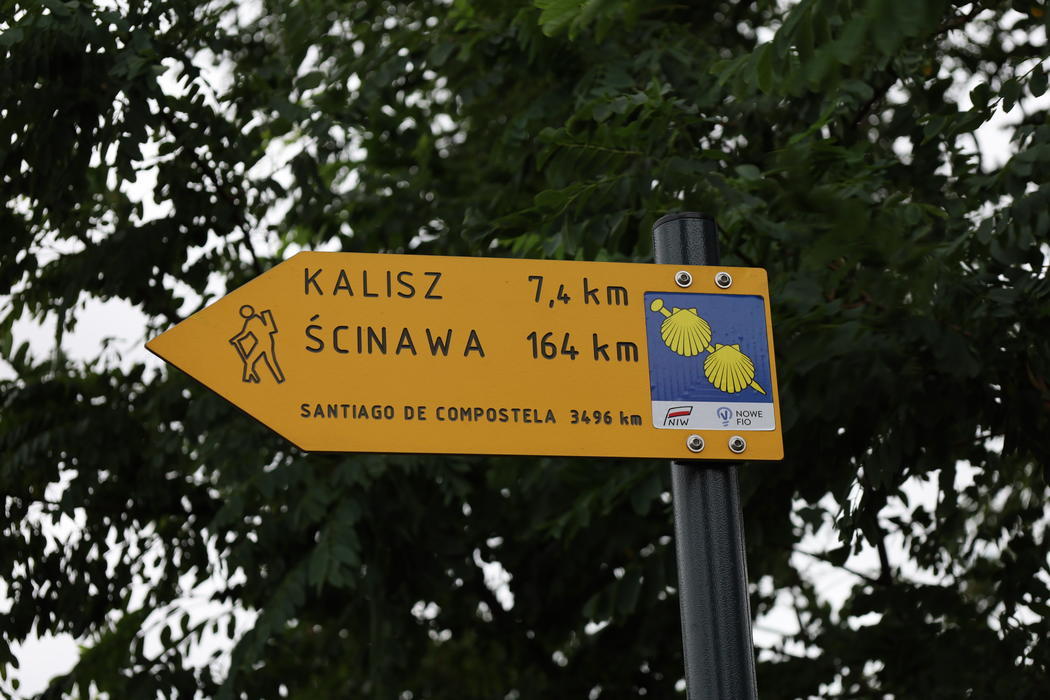 KALISZ 7,4 km
ŚCINAWA 164 km
SANTIAGO DE COMPOSTELA 3496 km
NIW
NOWE
FIO